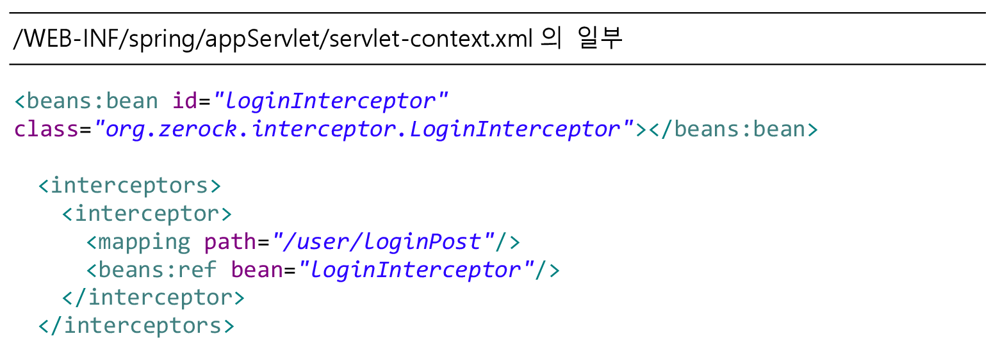 /WEB-INF/spring/appServlet/servlet-context.xml 의 일부
<beans:bean id="loginInterceptor"
class="org.zerock.interceptor.LoginInterceptor"></beans:bean>
<interceptors>
<interceptor>
<mapping path="/user/loginPost"/>
<beans:ref bean="loginInterceptor"/>
</interceptor>
</interceptors>